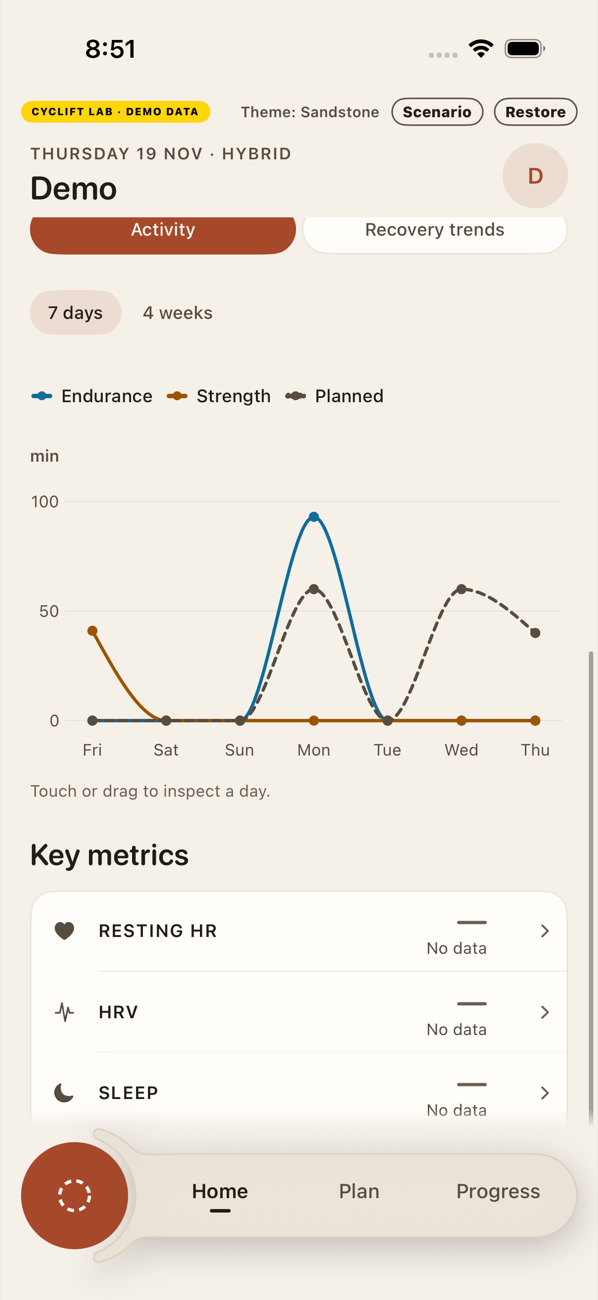 8:51
CYCLIFT LAB · DEMO DATA Theme: Sandstone Scenario Restore
THURSDAY 19 NOV · HYBRID
Demo D
Activity Recovery trends
7 days 4 weeks
Endurance Strength Planned
min
100
50
0
Fri Sat Sun Mon Tue Wed Thu
Touch or drag to inspect a day.
Key metrics
RESTING HR —
No data
HRV —
No data
SLEEP —
No data
Home Plan Progress